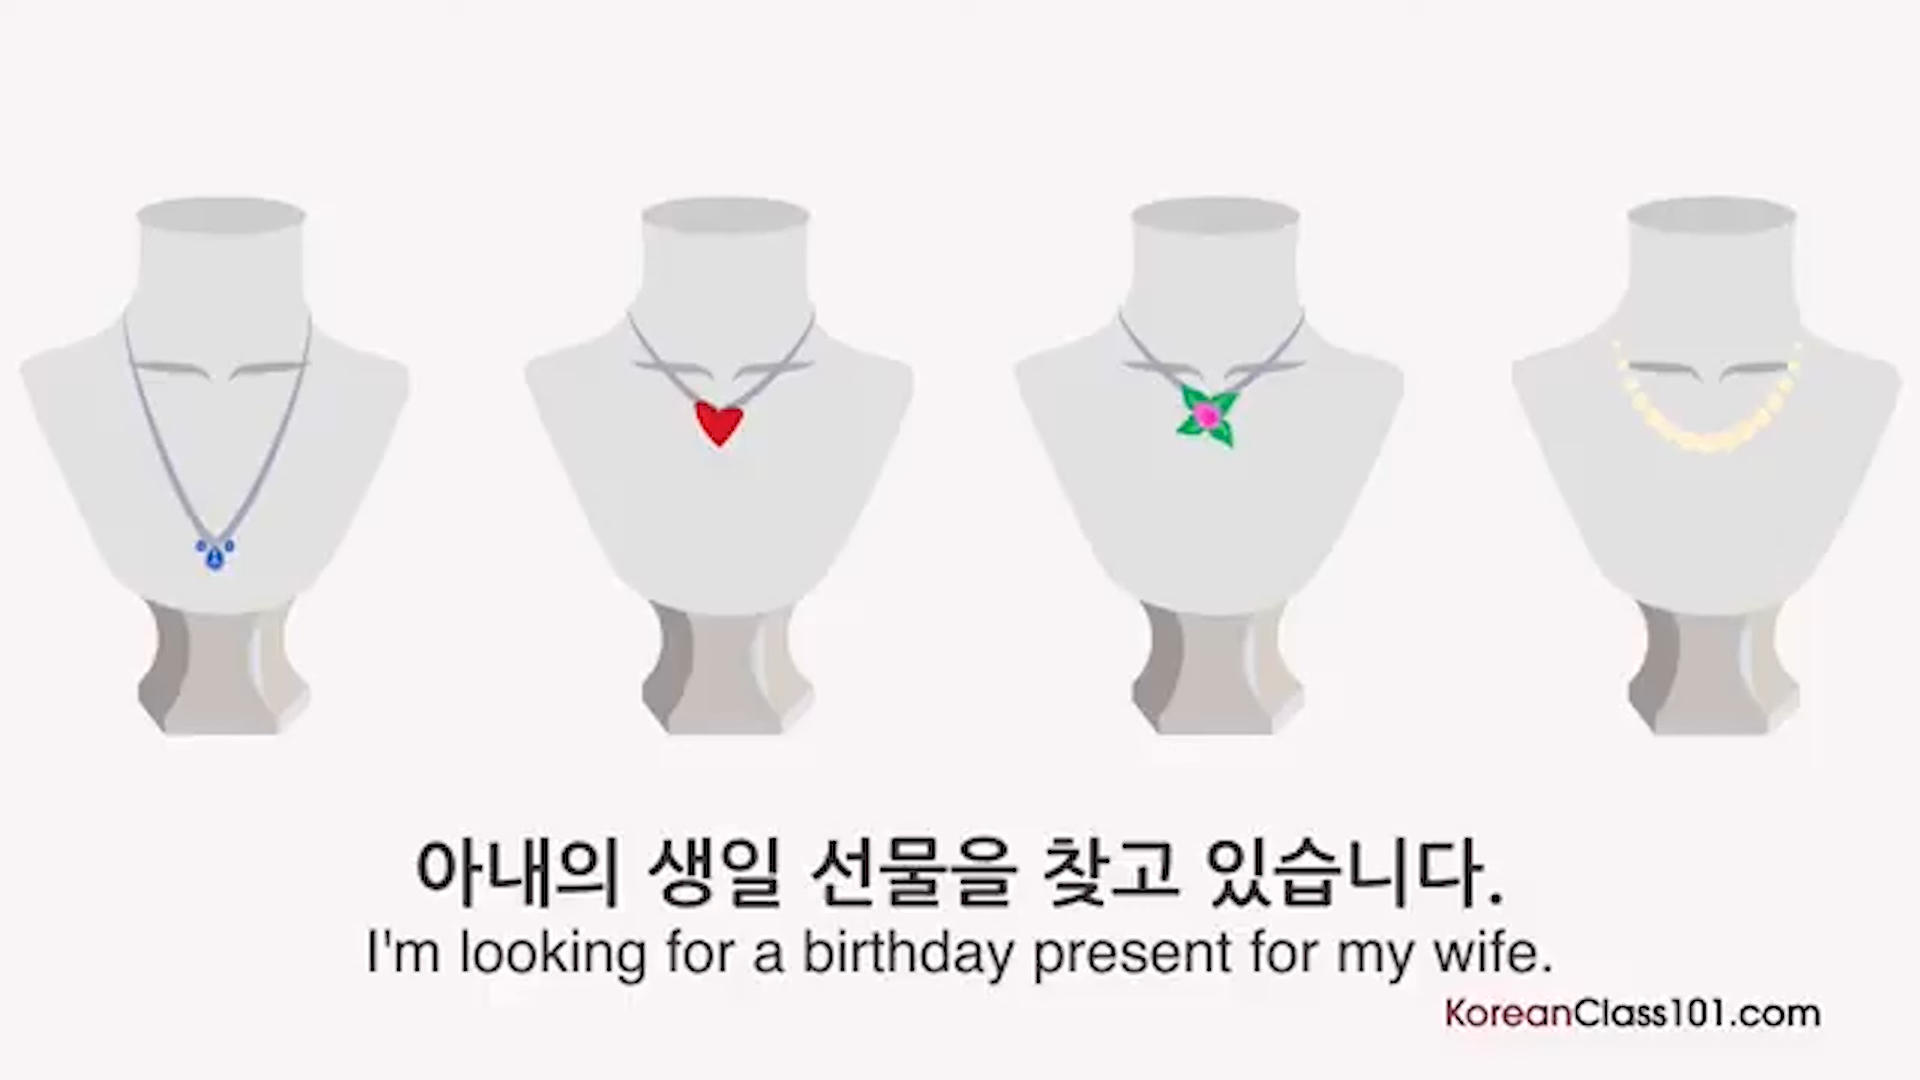 아내의 생일 선물을 찾고 있습니다.
I'm looking for a birthday present for my wife.
KoreanClass101.com